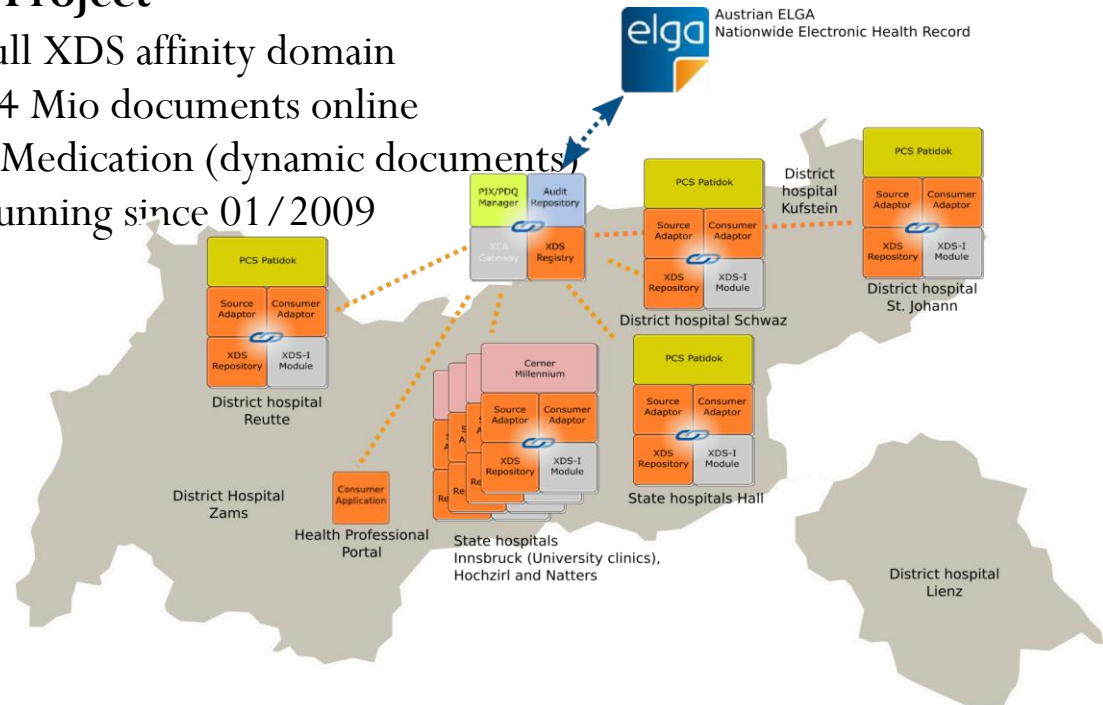 Project
ull XDS affinity domain
4 Mio documents online
Medication (dynamic documents)
unning since 01/2009
elga
Austrian ELGA
Nationwide Electronic Health Record
PIX/PDQ
Manager
Audit
Repository
XCA
Gateway
XDS
Registry
PCS Patidok
Source
Adaptor
Consumer
Adaptor
XDS
Repository
XDS-I
Module
District hospital
Reutte
PCS Patidok
Source
Adaptor
Consumer
Adaptor
XDS
Repository
XDS-I
Module
District hospital Schwaz
District
hospital
Kufstein
PCS Patidok
Source
Adaptor
Consumer
Adaptor
XDS
Repository
XDS-I
Module
District hospital
St. Johann
Cerner
Millennium
Source
Adaptor
Consumer
Adaptor
XDS
Repository
XDS-I
Module
State hospitals
Innsbruck (University clinics),
Hochzirl and Natters
PCS Patidok
Source
Adaptor
Consumer
Adaptor
XDS
Repository
XDS-I
Module
State hospitals Hall
District Hospital
Zams
Consumer
Application
Health Professional
Portal
District hospital
Lienz